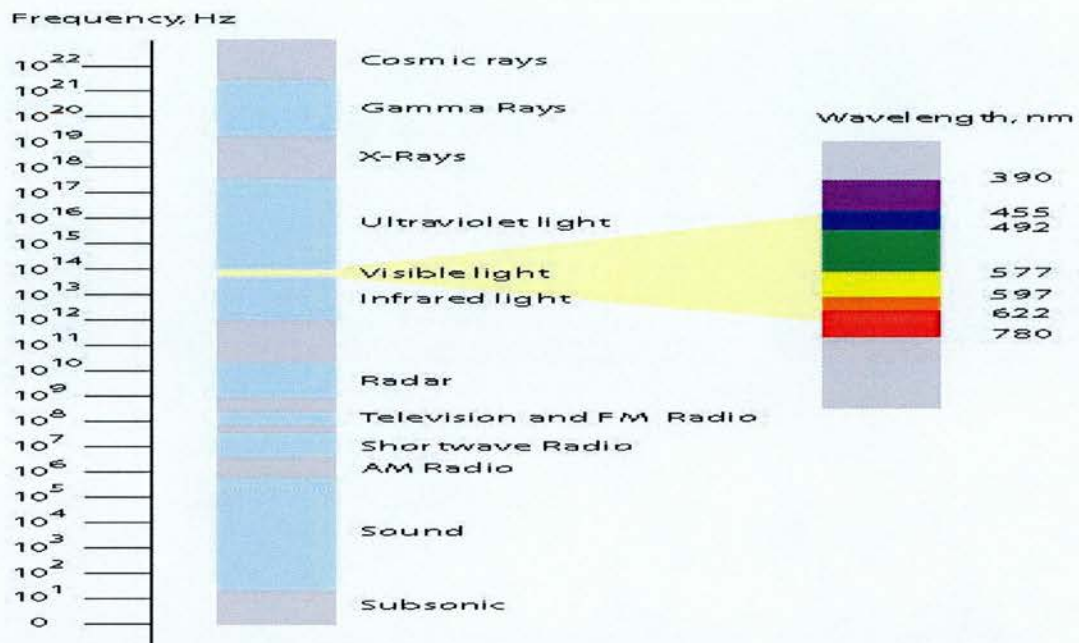 Frequency, Hz
10²² Cosmic rays
10²¹
10²⁰ Gamma Rays
10¹⁹
10¹⁸ X-Rays
10¹⁷
10¹⁶ Ultraviolet light
10¹⁵
10¹⁴ Visible light
10¹³ Infrared light
10¹²
10¹¹
10¹⁰ Radar
10⁹
10⁸ Television and FM Radio
10⁷ Shortwave Radio
10⁶ AM Radio
10⁵
10⁴ Sound
10³
10²
10¹ Subsonic
0
Wavelength, nm
390
455
492
577
597
622
780